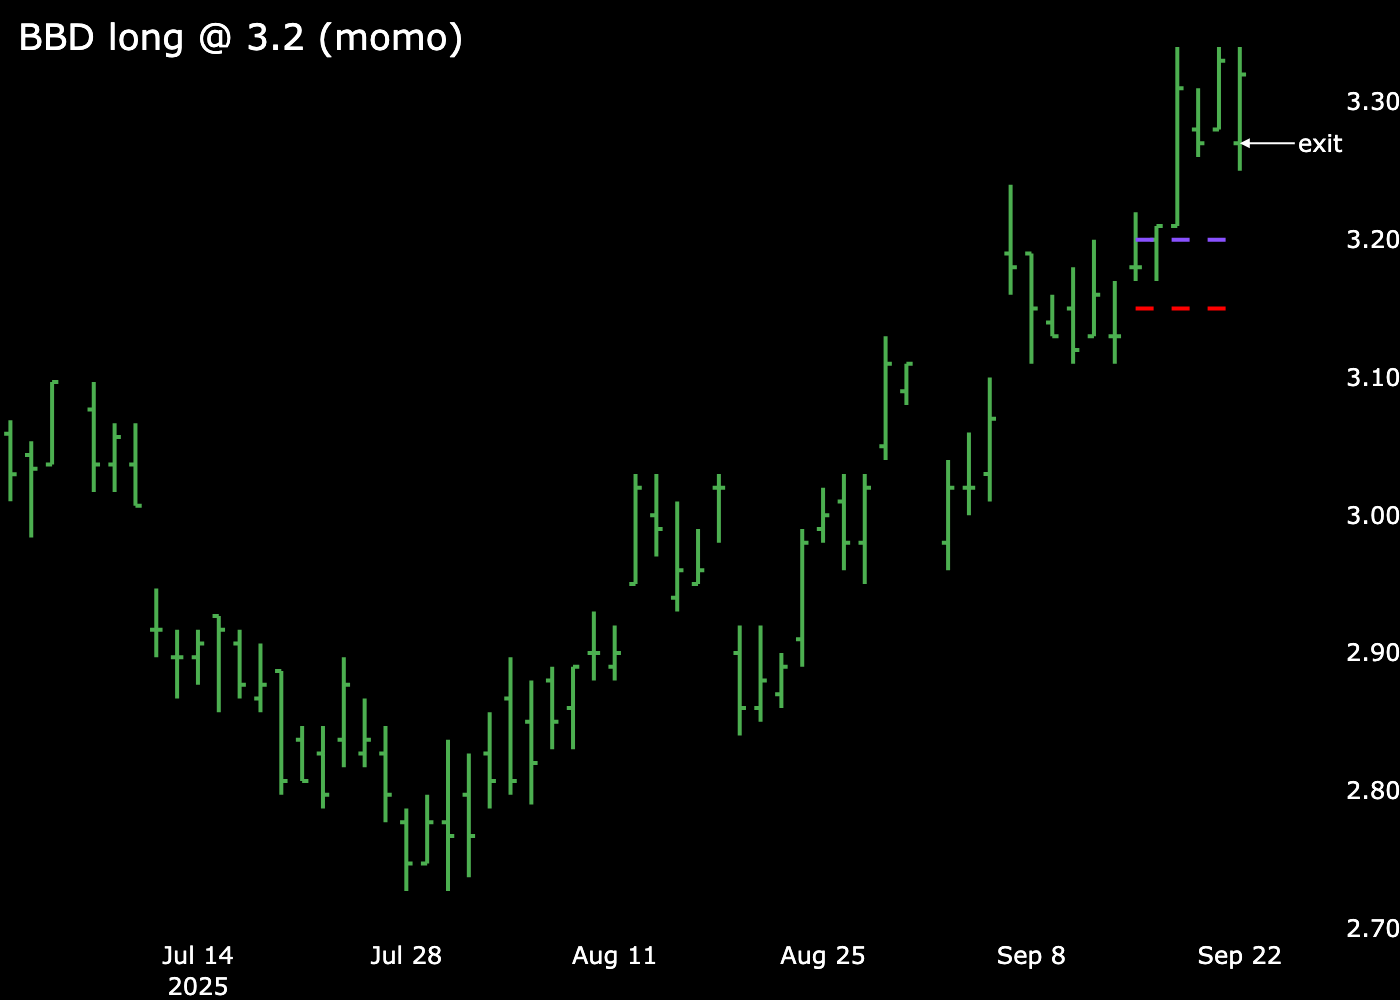 BBD long @ 3.2 (momo)
3.30
exit
3.20
3.10
3.00
2.90
2.80
2.70
Jul 14
2025
Jul 28
Aug 11
Aug 25
Sep 8
Sep 22